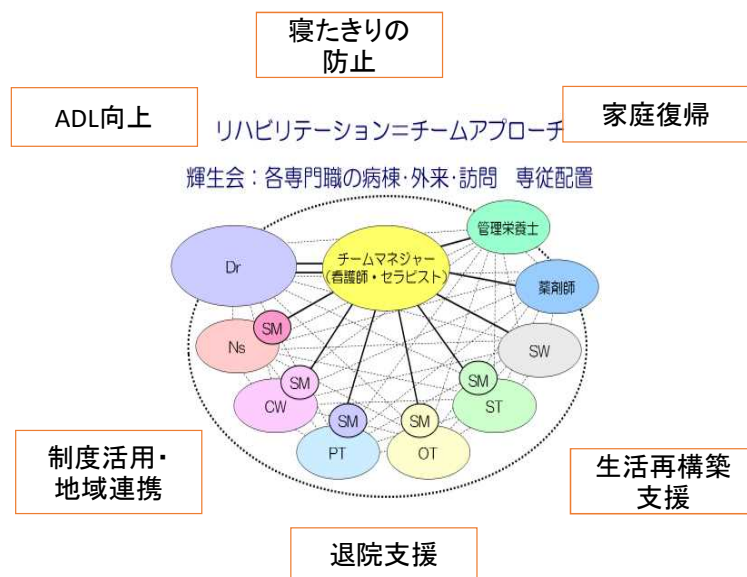 寝たきりの
防止
ADL向上
家庭復帰
リハビリテーション＝チームアプローチ
輝生会：各専門職の病棟・外来・訪問　専従配置
管理栄養士
チームマネジャー
（看護師・セラピスト）
Dr
薬剤師
SM
Ns
SW
SM
CW
SM
ST
SM
PT
SM
OT
制度活用・
地域連携
生活再構築
支援
退院支援